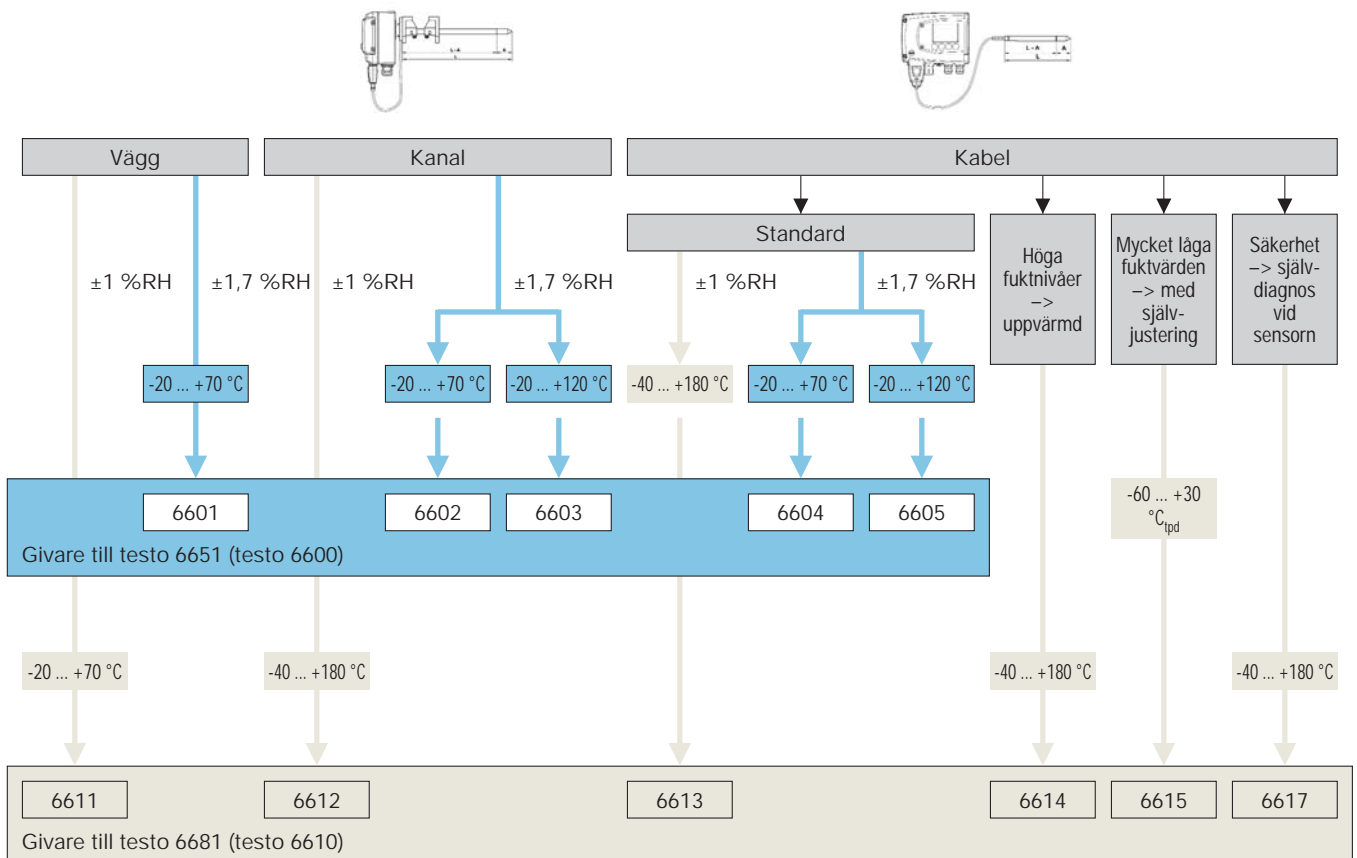 L - A
A
L
L - A
A
L
Vägg
Kanal
Kabel
Standard
Höga
fuktnivåer
–>
uppvärmd
Mycket låga
fuktvärden
–> med
själv-
justering
Säkerhet
–> själv-
diagnos
vid
sensorn
±1 %RH
±1,7 %RH
±1 %RH
±1,7 %RH
±1 %RH
±1,7 %RH
-20 ... +70 °C
-20 ... +70 °C
-20 ... +120 °C
-40 ... +180 °C
-20 ... +70 °C
-20 ... +120 °C
6601
6602
6603
6604
6605
-60 ... +30
°Ctpd
Givare till testo 6651 (testo 6600)
-20 ... +70 °C
-40 ... +180 °C
-40 ... +180 °C
-40 ... +180 °C
6611
6612
6613
6614
6615
6617
Givare till testo 6681 (testo 6610)